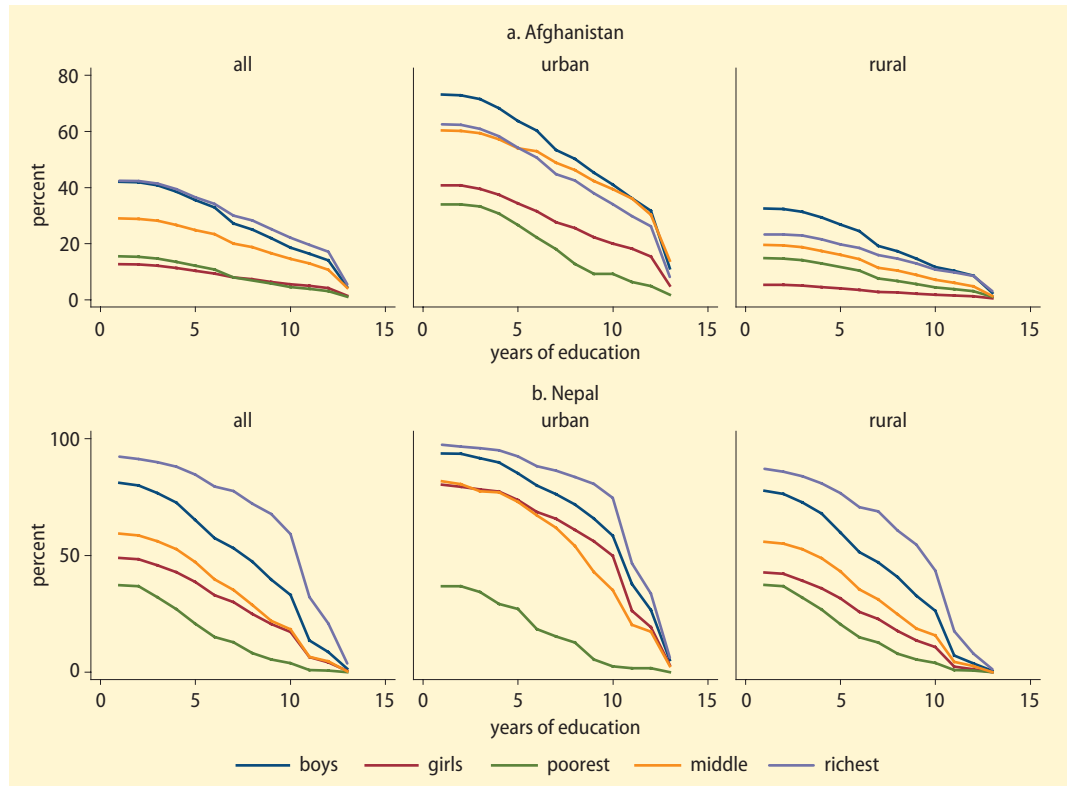 a. Afghanistan
all urban rural
80
60
40
20
0
percent
0 5 10 15 0 5 10 15 0 5 10 15
years of education
b. Nepal
all urban rural
100
50
0
percent
0 5 10 15 0 5 10 15 0 5 10 15
years of education
boys girls poorest middle richest